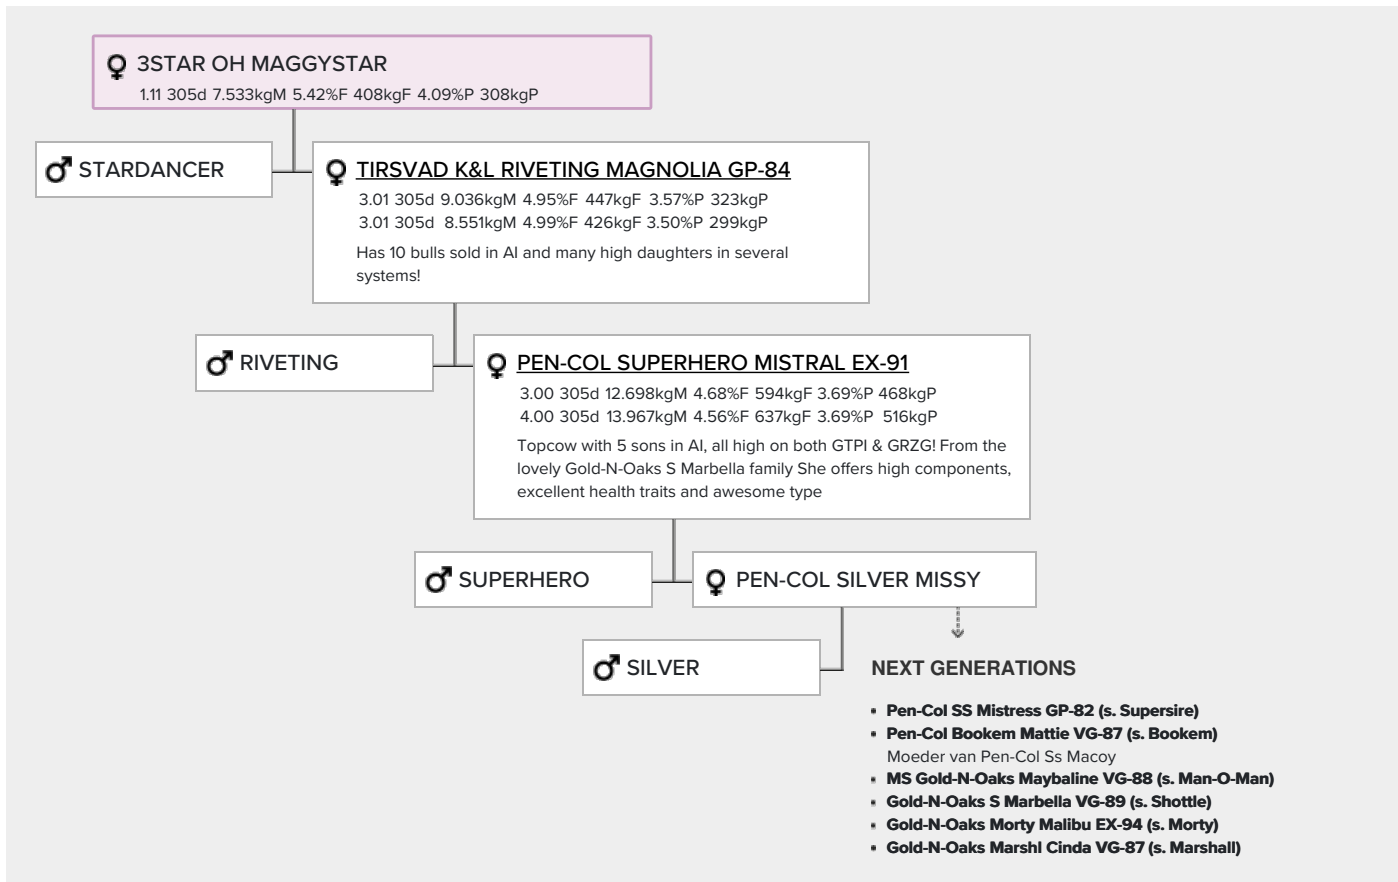 3STAR OH MAGGYSTAR
1.11 305d 7.533kgM 5.42%F 408kgF 4.09%P 308kgP
STARDANCER
TIRSVAD K&L RIVETING MAGNOLIA GP-84
3.01 305d 9.036kgM 4.95%F 447kgF 3.57%P 323kgP
3.01 305d 8.551kgM 4.99%F 426kgF 3.50%P 299kgP
Has 10 bulls sold in AI and many high daughters in several
systems!
RIVETING
PEN-COL SUPERHERO MISTRAL EX-91
3.00 305d 12.698kgM 4.68%F 594kgF 3.69%P 468kgP
4.00 305d 13.967kgM 4.56%F 637kgF 3.69%P 516kgP
Topcow with 5 sons in AI, all high on both GTPI & GRZG! From the
lovely Gold-N-Oaks S Marbella family She offers high components,
excellent health traits and awesome type
SUPERHERO
PEN-COL SILVER MISSY
SILVER
NEXT GENERATIONS
Pen-Col SS Mistress GP-82 (s. Supersire)
Pen-Col Bookem Mattie VG-87 (s. Bookem)
Moeder van Pen-Col Ss Macoy
MS Gold-N-Oaks Maybaline VG-88 (s. Man-O-Man)
Gold-N-Oaks S Marbella VG-89 (s. Shottle)
Gold-N-Oaks Morty Malibu EX-94 (s. Morty)
Gold-N-Oaks Marshl Cinda VG-87 (s. Marshall)